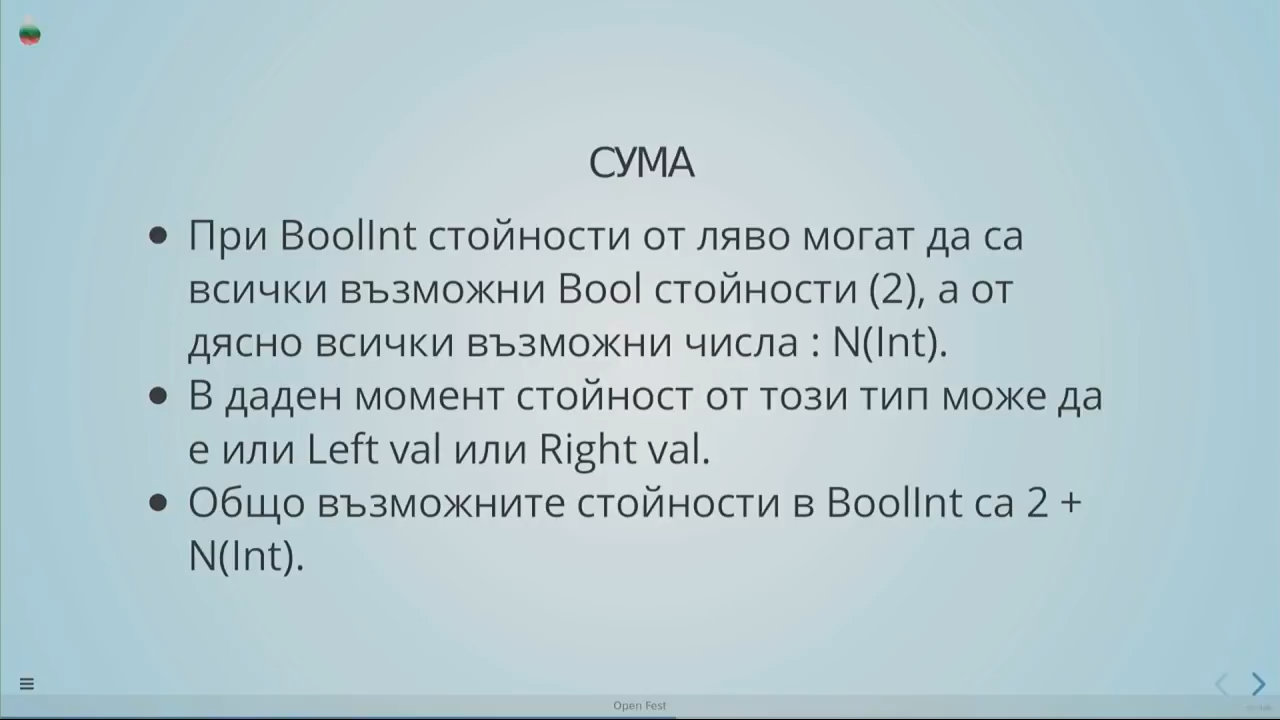 СУМА
При BoolInt стойности от ляво могат да са
всички възможни Bool стойности (2), а от
дясно всички възможни числа : N(Int).
В даден момент стойност от този тип може да
е или Left val или Right val.
Общо възможните стойности в BoolInt са 2 +
N(Int).
Open Fest